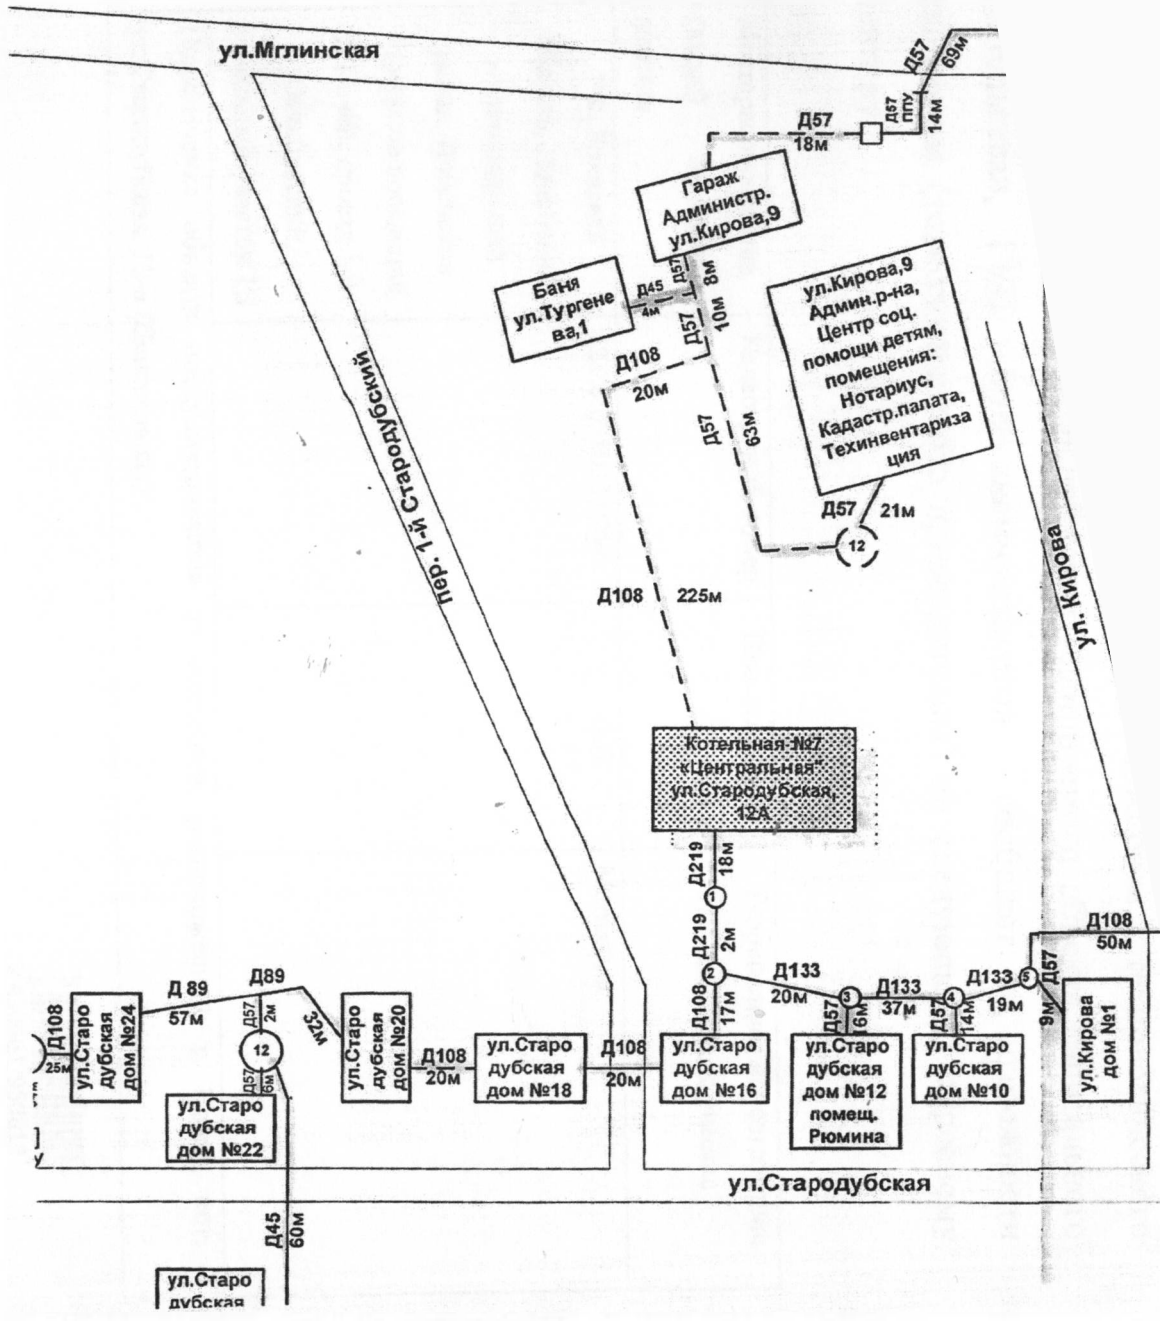 ул.Мглинская
Д57
69м
Д57
ППУ
14м
Д57
18м
Гараж
Администр.
ул.Кирова,9
Д57
8м
Баня
ул.Тургене
ва,1
Д45
4м
Д57
10м
ул.Кирова,9
Админ.р-на,
Центр соц.
помощи детям,
помещения:
Нотариус,
Кадастр.палата,
Техинвентариза
ция
Д108
20м
Д57
63м
пер. 1-й Стародубский
Д57
21м
12
Д108
225м
ул. Кирова
Котельная №7
«Центральная"
ул.Стародубская,
12А
Д219
18м
1
Д219
2м
2
Д108
17м
Д133
20м
3
Д57
16м
Д133
37м
4
Д57
14м
Д133
19м
5
Д57
9м
Д108
50м
Д108
25м
ул.Старо
дубская
дом №24
Д 89
57м
Д89
32м
Д57
2м
12
Д57
6м
ул.Старо
дубская
дом №22
ул.Старо
дубская
дом №20
Д108
20м
ул.Старо
дубская
дом №18
Д108
20м
ул.Старо
дубская
дом №16
ул.Старо
дубская
дом №12
помещ.
Рюмина
ул.Старо
дубская
дом №10
ул.Кирова
дом №1
У
ул.Стародубская
Д45
60м
ул.Старо
дубская